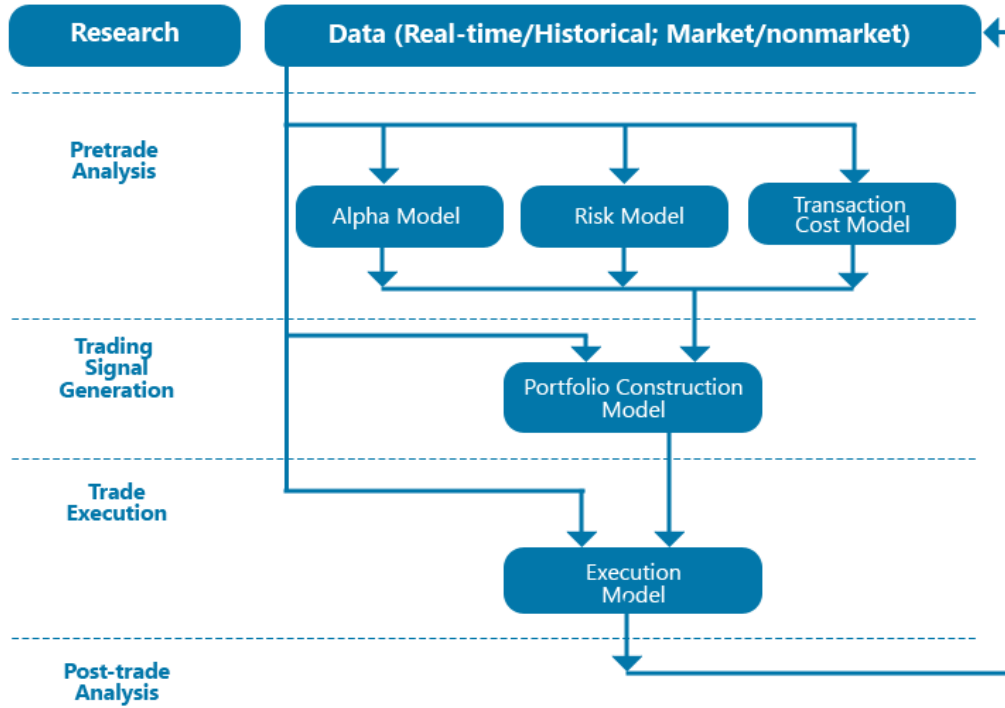 Research
Data (Real-time/Historical; Market/nonmarket)
Pretrade
Analysis
Alpha Model
Risk Model
Transaction
Cost Model
Trading
Signal
Generation
Portfolio Construction
Model
Trade
Execution
Execution
Model
Post-trade
Analysis